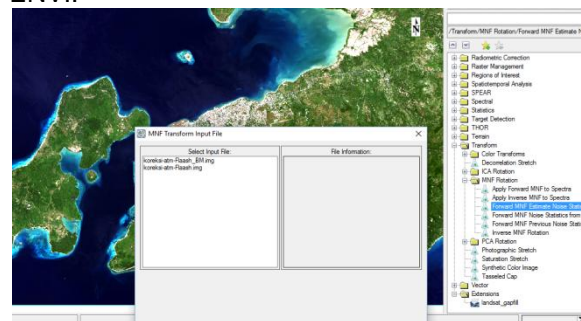 ENVI.
N
/Transform/MNF Rotation/Forward MNF Estimate N
Radiometric Correction
Raster Management
Regions of Interest
Spatiotemporal Analysis
SPEAR
Spectral
Statistics
Target Detection
THOR
Terrain
Transform
Color Transforms
Decorrelation Stretch
ICA Rotation
MNF Rotation
Apply Forward MNF to Spectra
Apply Inverse MNF to Spectra
Forward MNF Estimate Noise Statis
Forward MNF Noise Statistics from
Forward MNF Previous Noise Stati
Inverse MNF Rotation
PCA Rotation
Photographic Stretch
Saturation Stretch
Synthetic Color Image
Tasseled Cap
Vector
Extensions
landsat_gapfill
MNF Transform Input File
Select Input File:
File Information:
koreksi-atm-Flaash_BM.img
koreksi-atm-Flaash.img